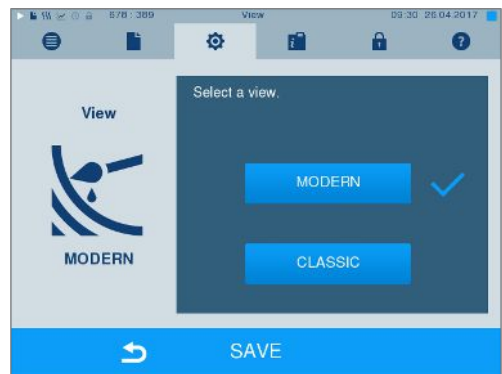 678 : 389 View 09:30 26.04.2017
View
Select a view.
MODERN
CLASSIC
MODERN
SAVE